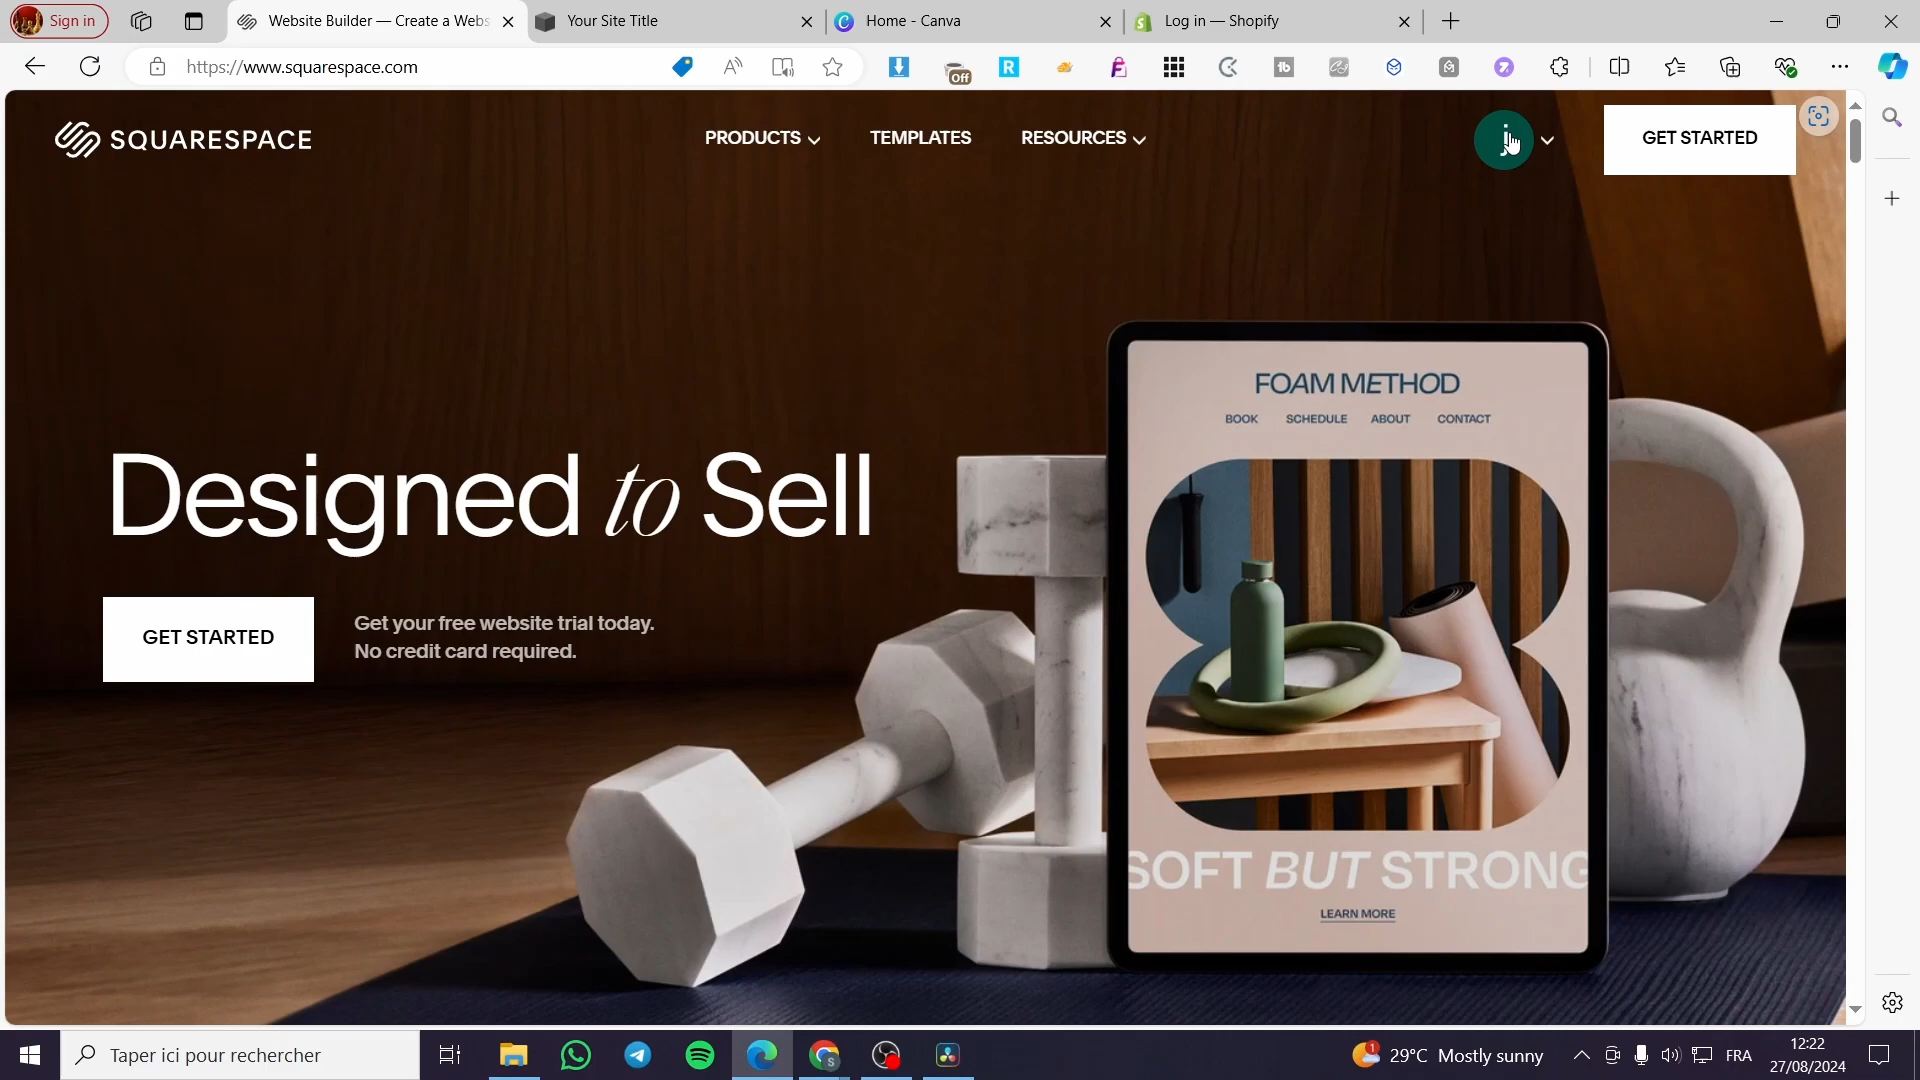 Sign in
Website Builder — Create a Webs
Your Site Title
Home - Canva
Log in — Shopify
https://www.squarespace.com
Off
SQUARESPACE
PRODUCTS
TEMPLATES
RESOURCES
j
GET STARTED
FOAM METHOD
BOOK
SCHEDULE
ABOUT
CONTACT
Designed to Sell
GET STARTED
Get your free website trial today.
No credit card required.
SOFT BUT STRONG
LEARN MORE
Taper ici pour rechercher
29°C Mostly sunny
FRA
12:22
27/08/2024